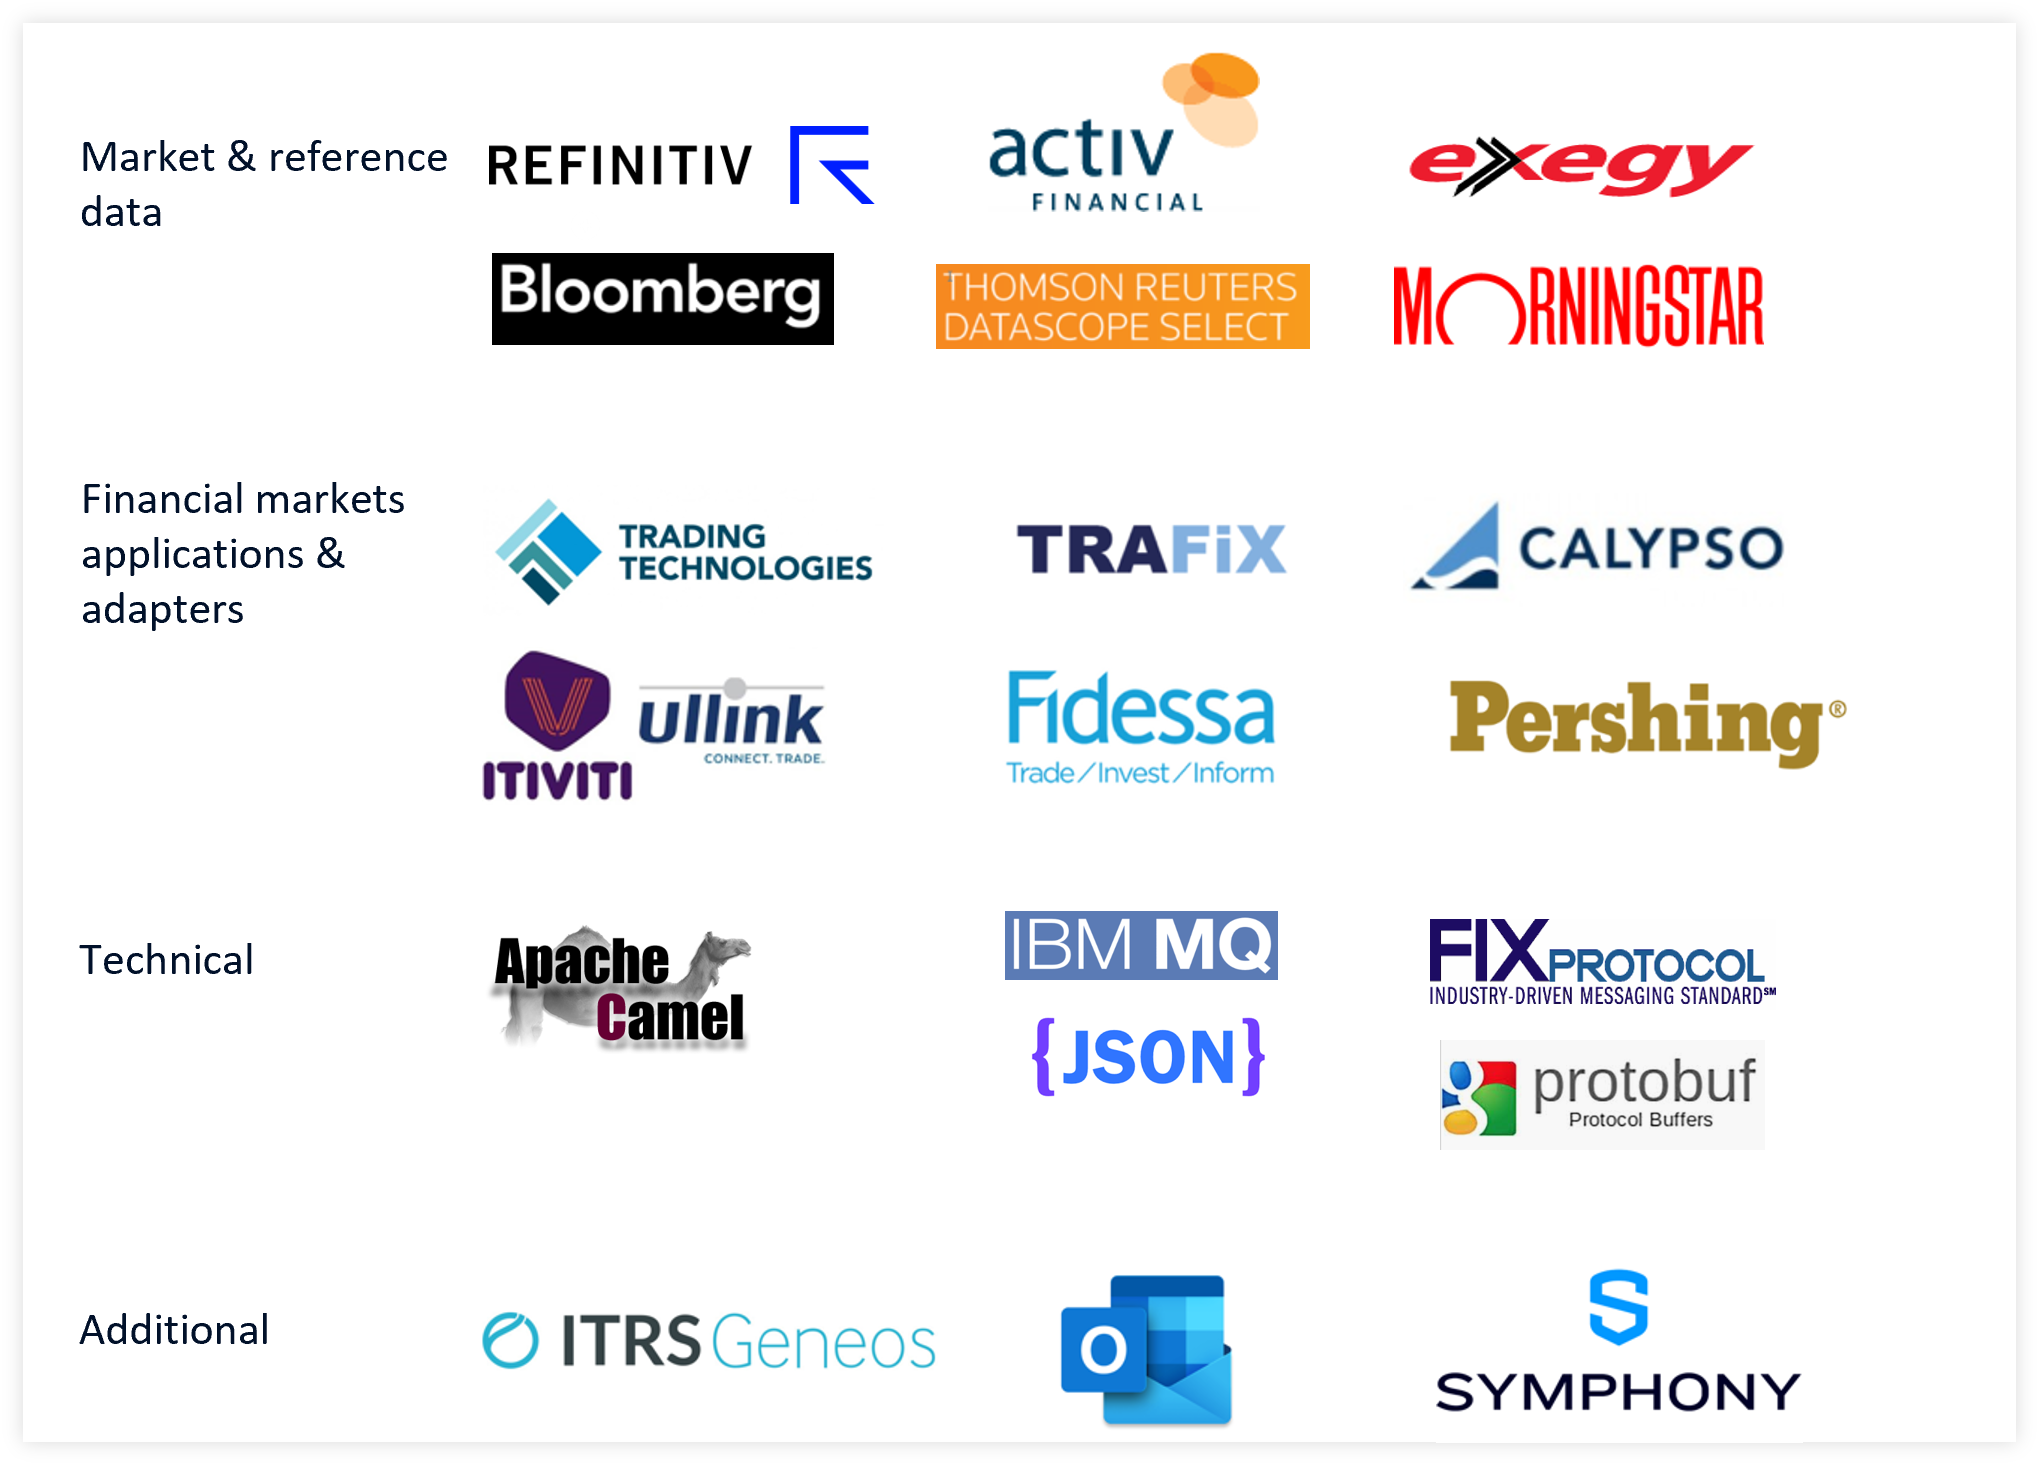 Market & reference
data
REFINITIV
activ
FINANCIAL
exegy
Bloomberg
THOMSON REUTERS
DATASCOPE SELECT
MORNINGSTAR
Financial markets
applications &
adapters
TRADING
TECHNOLOGIES
TRAFiX
CALYPSO
ITIVITI
ullink
CONNECT. TRADE.
Fidessa
Trade/Invest/Inform
Pershing®
Technical
Apache
Camel
IBM MQ
{JSON}
FIX PROTOCOL
INDUSTRY-DRIVEN MESSAGING STANDARD℠
protobuf
Protocol Buffers
Additional
ITRS Geneos
O
S
SYMPHONY